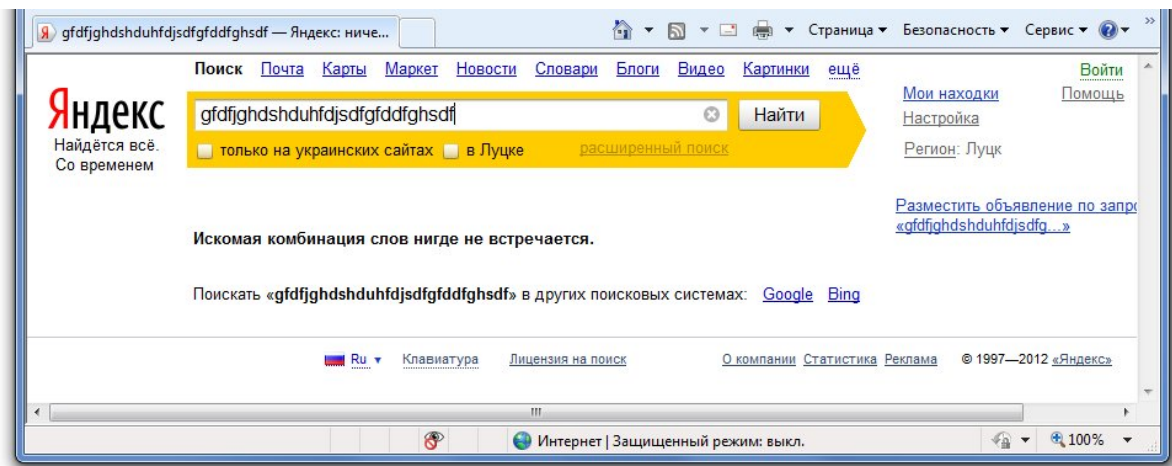 gfdfjghdshduhfdjsdfgfddfghsdf — Яндекс: ниче...
Страница Безопасность Сервис »
Поиск Почта Карты Маркет Новости Словари Блоги Видео Картинки ещё Войти
Яндекс
Найдётся всё.
Со временем
gfdfjghdshduhfdjsdfgfddfghsdf Найти
только на украинских сайтах в Луцке расширенный поиск
Мои находки Помощь
Настройка
Регион: Луцк
Разместить объявление по запро
«gfdfjghdshduhfdjsdfg...»
Искомая комбинация слов нигде не встречается.
Поискать «gfdfjghdshduhfdjsdfgfddfghsdf» в других поисковых системах: Google Bing
Ru Клавиатура Лицензия на поиск О компании Статистика Реклама © 1997—2012 «Яндекс»
Интернет | Защищенный режим: выкл. 100%